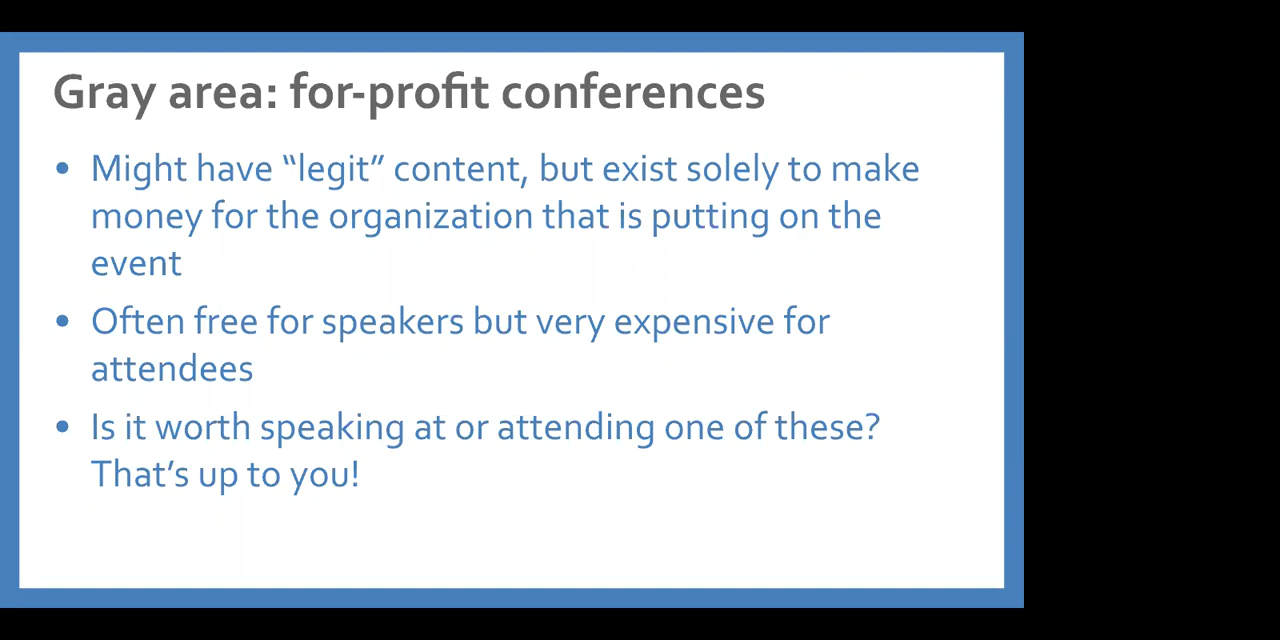 Gray area: for-profit conferences
• Might have “legit” content, but exist solely to make
money for the organization that is putting on the
event
• Often free for speakers but very expensive for
attendees
• Is it worth speaking at or attending one of these?
That’s up to you!